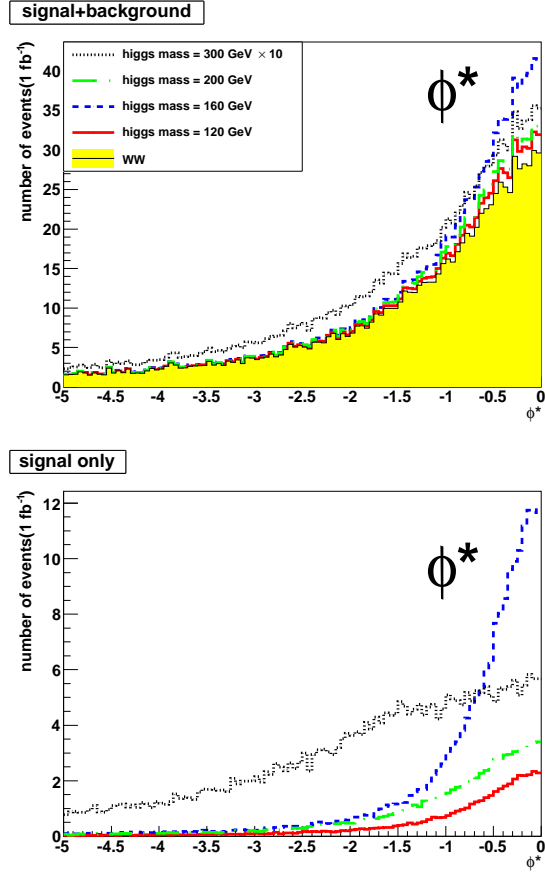 signal+background
number of events(1 fb⁻¹)
higgs mass = 300 GeV × 10
higgs mass = 200 GeV
higgs mass = 160 GeV
higgs mass = 120 GeV
WW
ϕ*
40
35
30
25
20
15
10
5
0
-5 -4.5 -4 -3.5 -3 -2.5 -2 -1.5 -1 -0.5 0
ϕ*
signal only
number of events(1 fb⁻¹)
ϕ*
12
10
8
6
4
2
0
-5 -4.5 -4 -3.5 -3 -2.5 -2 -1.5 -1 -0.5 0
ϕ*